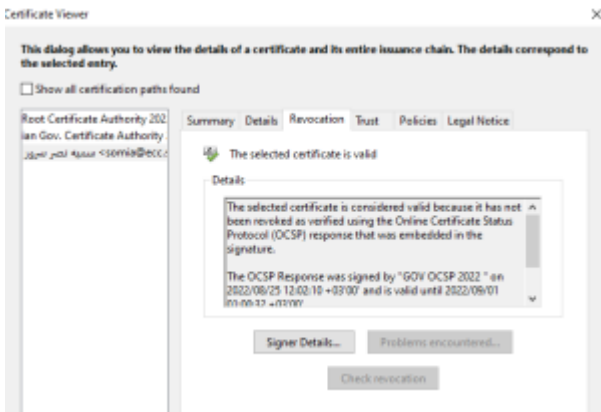 Certificate Viewer
This dialog allows you to view the details of a certificate and its entire issuance chain. The details correspond to
the selected entry.
Show all certification paths found
Root Certificate Authority 202
ian Gov. Certificate Authority
<somia@ecc.
Summary Details Revocation Trust Policies Legal Notice
The selected certificate is valid
Details
The selected certificate is considered valid because it has not
been revoked as verified using the Online Certificate Status
Protocol (OCSP) response that was embedded in the
signature.
The OCSP Response was signed by "GOV OCSP 2022 " on
2022/08/25 12:02:10 +03'00' and is valid until 2022/09/01
01:00:32 +03'00'
Signer Details...
Problems encountered...
Check revocation